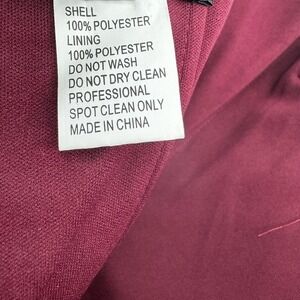 SHELL
100% POLYESTER
LINING
100% POLYESTER
DO NOT WASH
DO NOT DRY CLEAN
PROFESSIONAL
SPOT CLEAN ONLY
MADE IN CHINA